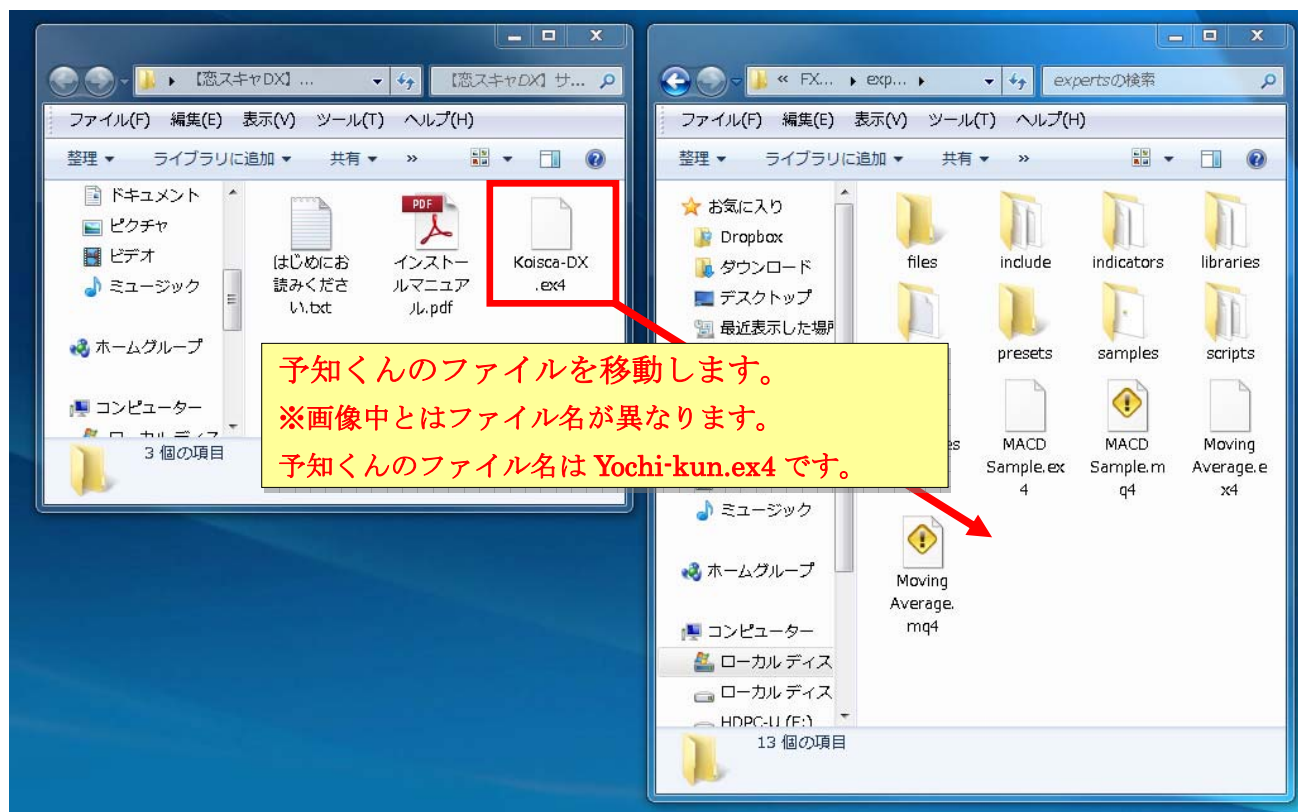 【恋スキャDX】 ...
【恋スキャDX】 サ...
ファイル(F) 編集(E) 表示(V) ツール(T) ヘルプ(H)
整理 ライブラリに追加 共有 »
ドキュメント
ピクチャ
ビデオ
ミュージック
ホームグループ
コンピューター
はじめにお
読みくださ
い.txt
PDF
インストー
ルマニュア
ル.pdf
Koisca-DX
.ex4
3 個の項目
予知くんのファイルを移動します。
※画像中とはファイル名が異なります。
予知くんのファイル名は Yochi-kun.ex4 です。
« FX... exp...
expertsの検索
ファイル(F) 編集(E) 表示(V) ツール(T) ヘルプ(H)
整理 ライブラリに追加 共有 »
お気に入り
Dropbox
ダウンロード
デスクトップ
最近表示した場所
ミュージック
ホームグループ
コンピューター
ローカル ディス
ローカル ディス
HDPC-U (F:)
files
include
indicators
libraries
presets
samples
scripts
MACD
Sample.ex
4
MACD
Sample.m
q4
Moving
Average.e
x4
Moving
Average.
mq4
13 個の項目